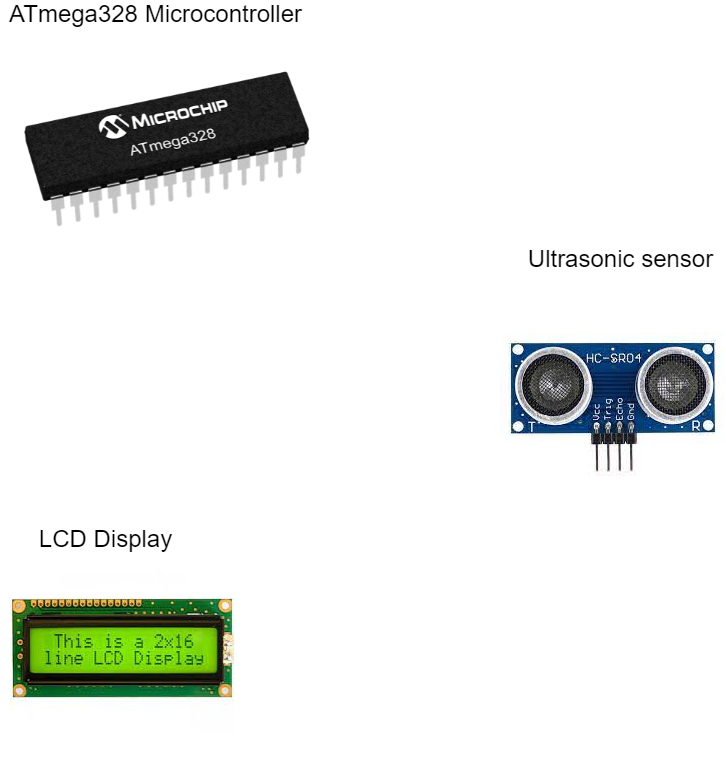 ATmega328 Microcontroller
MICROCHIP
ATmega328
Ultrasonic sensor
HC-SR04
Vcc
Trig
Echo
Gnd
T
R
LCD Display
This is a 2x16
line LCD Display